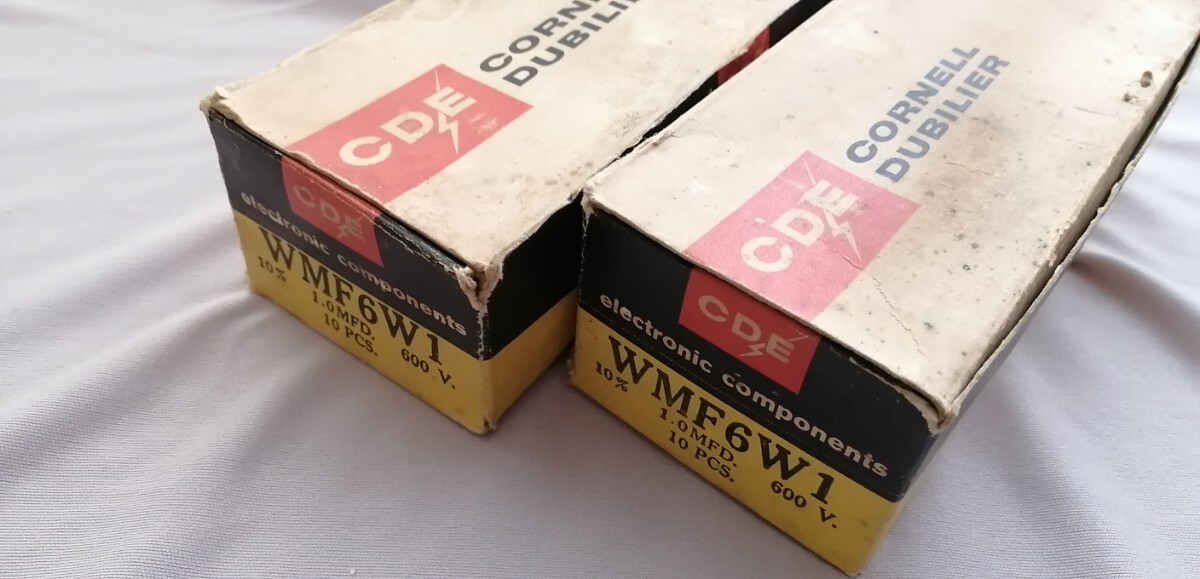 CDE
CORNELL
DUBILIER
CDE
electronic components
WMF6W1
10% 1.0MFD. 600 V.
10 PCS.
CDE
CORNELL
DUBILIER
CDE
electronic components
WMF6W1
10% 1.0MFD. 600 V.
10 PCS.